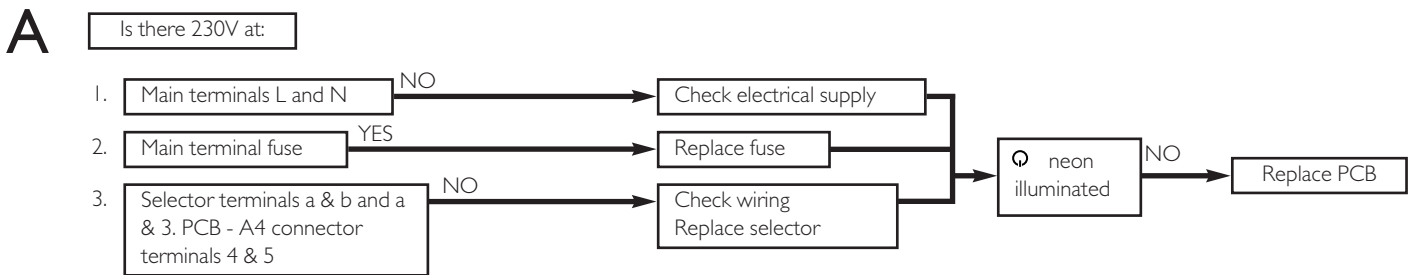 A
Is there 230V at:
1. Main terminals L and N
NO
Check electrical supply
2. Main terminal fuse
YES
Replace fuse
3. Selector terminals a & b and a
& 3. PCB - A4 connector
terminals 4 & 5
NO
Check wiring
Replace selector
neon
illuminated
NO
Replace PCB